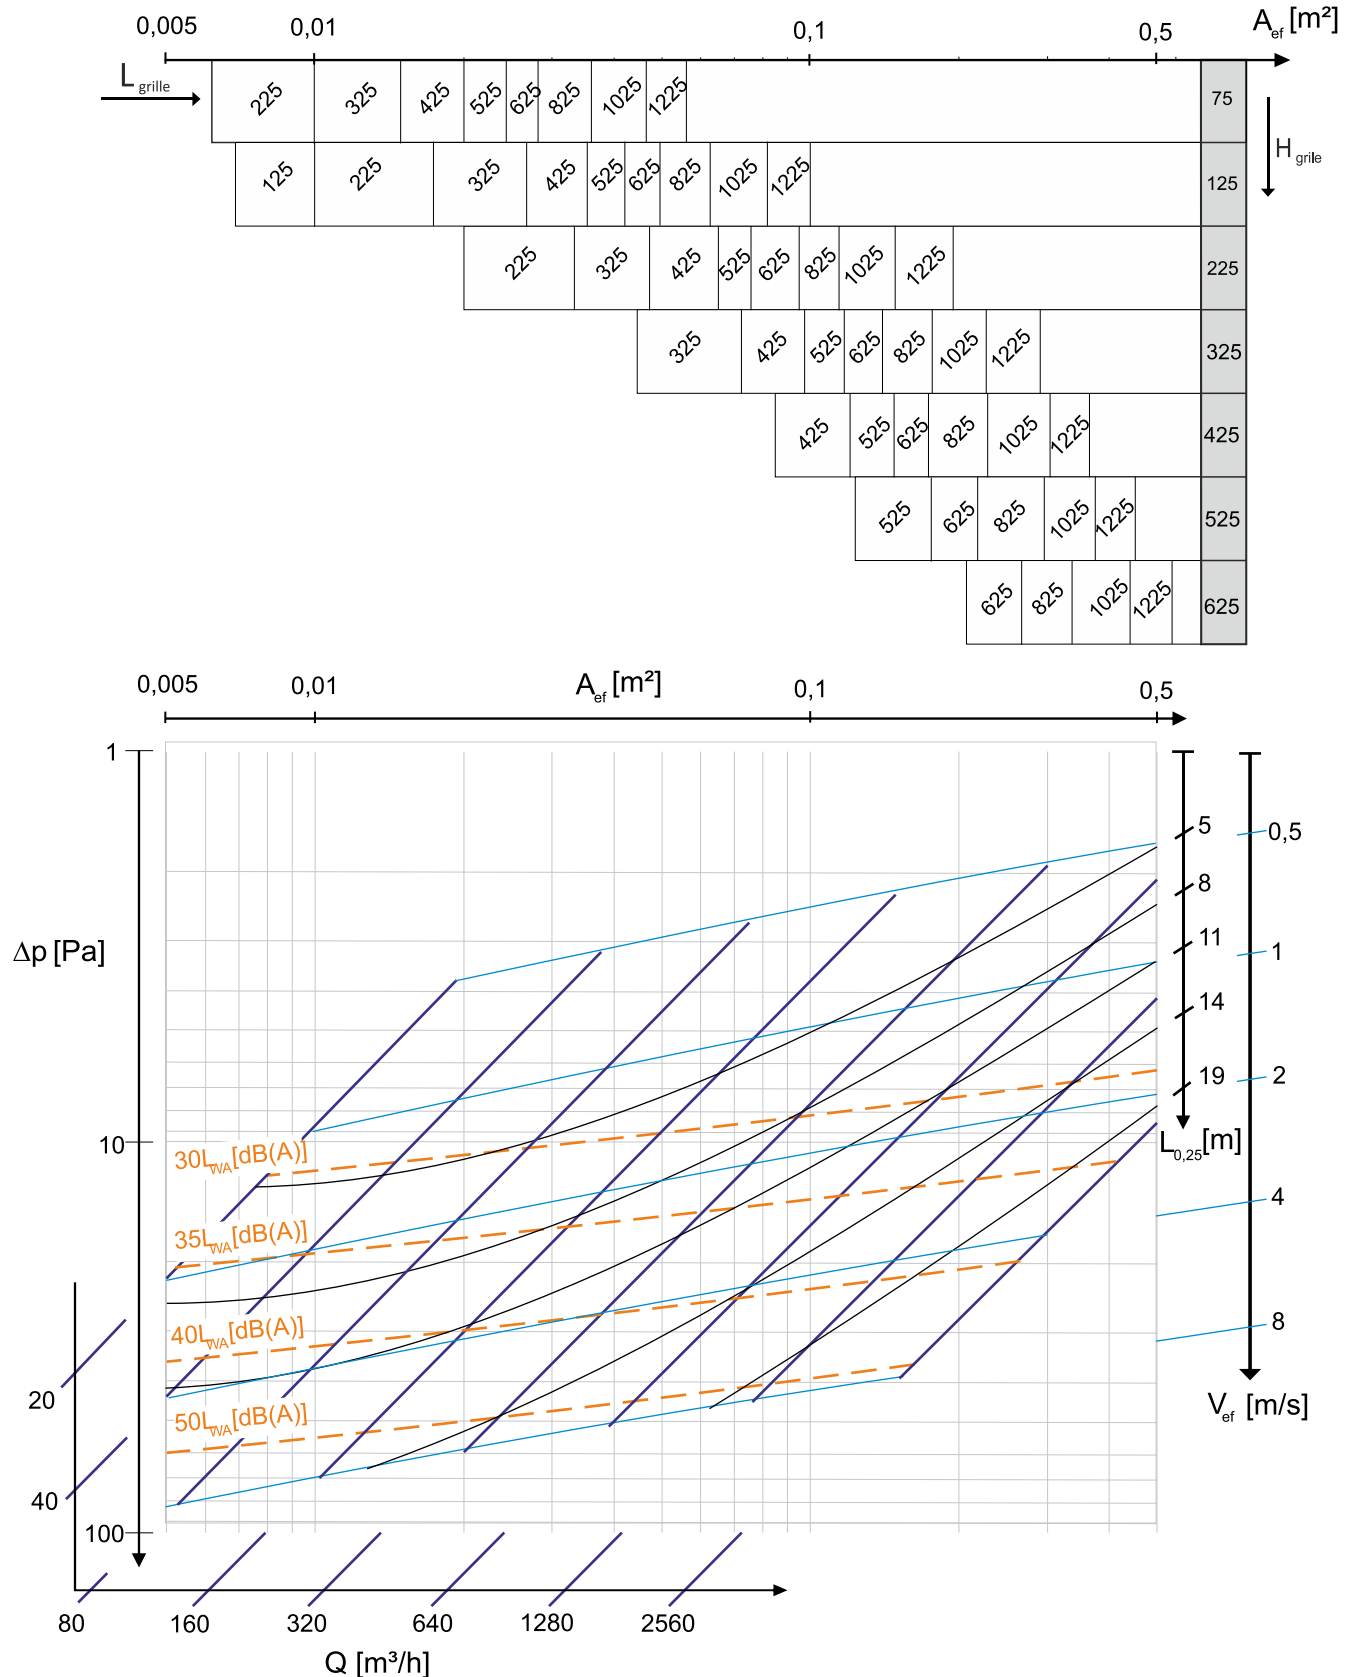 0,005 0,01 0,1 0,5 Aef [m²]
L grille
225 325 425 525 625 825 1025 1225 75
H grile
125 225 325 425 525 625 825 1025 1225 125
225 325 425 525 625 825 1025 1225 225
325 425 525 625 825 1025 1225 325
425 525 625 825 1025 1225 425
525 625 825 1025 1225 525
625 825 1025 1225 625
0,005 0,01 Aef [m²] 0,1 0,5
1
5 0,5
8
11 1
Δp [Pa]
14
19 2
10
30LWA[dB(A)]
L0,25[m]
4
35LWA[dB(A)]
40LWA[dB(A)]
8
20
50LWA[dB(A)]
Vef [m/s]
40
100
80 160 320 640 1280 2560
Q [m³/h]